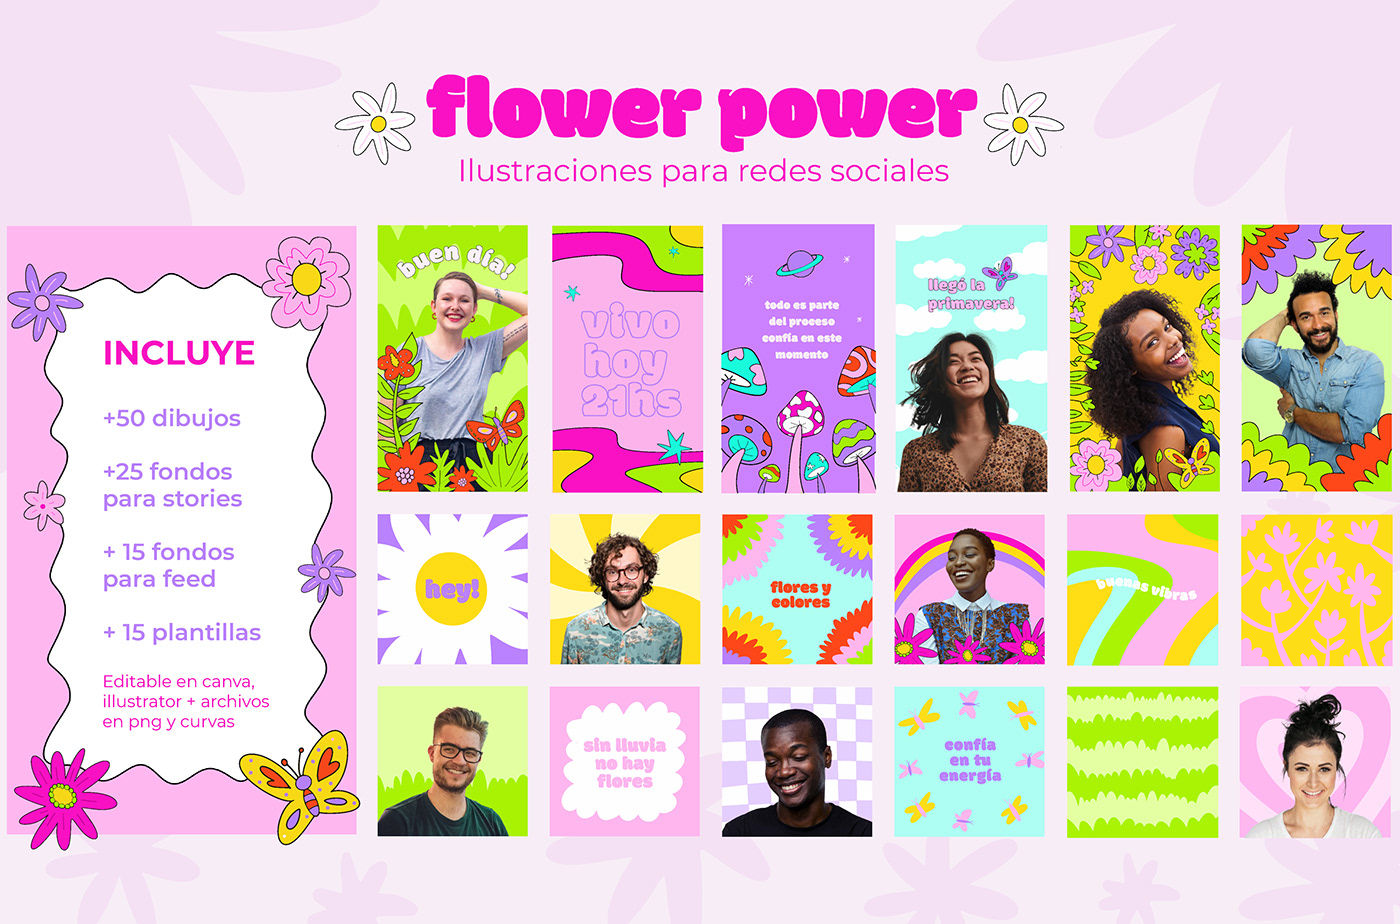 flower power
Ilustraciones para redes sociales
INCLUYE
+50 dibujos
+25 fondos
para stories
+ 15 fondos
para feed
+ 15 plantillas
Editable en canva,
illustrator + archivos
en png y curvas
buen día!
vivo
hoy
21hs
todo es parte
del proceso
confía en este
momento
llegó la
primavera!
hey!
flores y
colores
buenas vibras
sin lluvia
no hay
flores
confía
en tu
energía